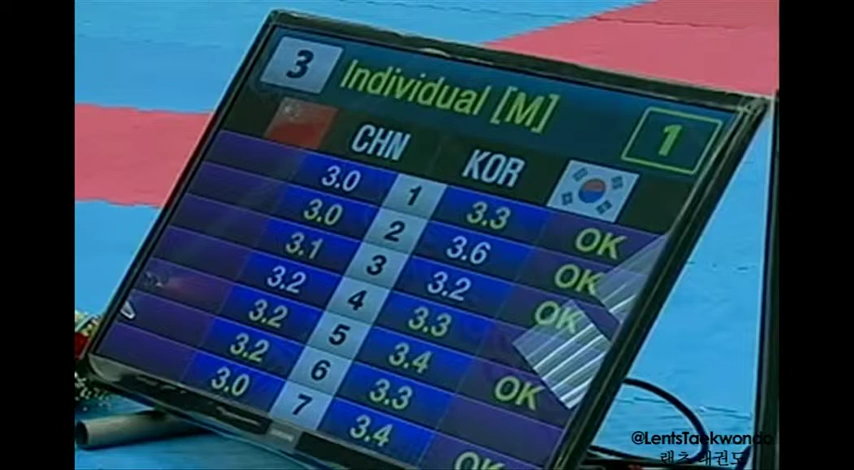 3 Individual [M] 1
CHN KOR
3.0 1 3.3 OK
3.0 2 3.6 OK
3.1 3 3.2 OK
3.2 4 3.3
3.2 5 3.4 OK
3.2 6 3.3
3.0 7 3.4 OK
@LentsTaekwondo
래츠 태권도